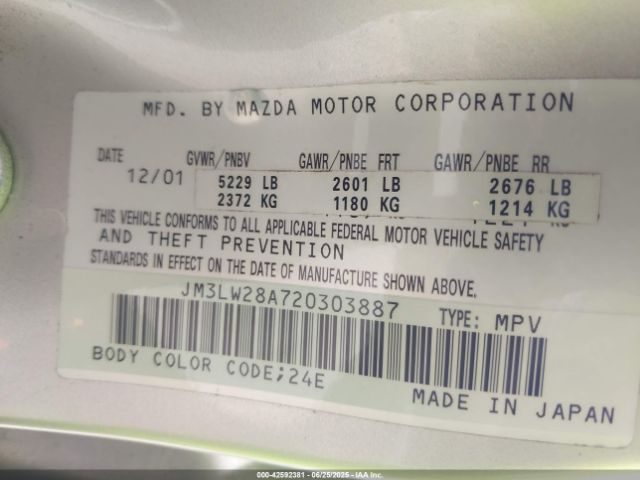 MFD. BY MAZDA MOTOR CORPORATION
DATE GVWR/PNBV GAWR/PNBE FRT GAWR/PNBE RR
12/01 5229 LB 2601 LB 2676 LB
2372 KG 1180 KG 1214 KG
THIS VEHICLE CONFORMS TO ALL APPLICABLE FEDERAL MOTOR VEHICLE SAFETY
AND THEFT PREVENTION
STANDARDS IN EFFECT ON THE DATE OF MANUFACTURE SHOWN ABOVE.
JM3LW28A720303887 TYPE: MPV
BODY COLOR CODE;24E
MADE IN JAPAN
000-42592381 - 06/25/2025 - IAA Inc.